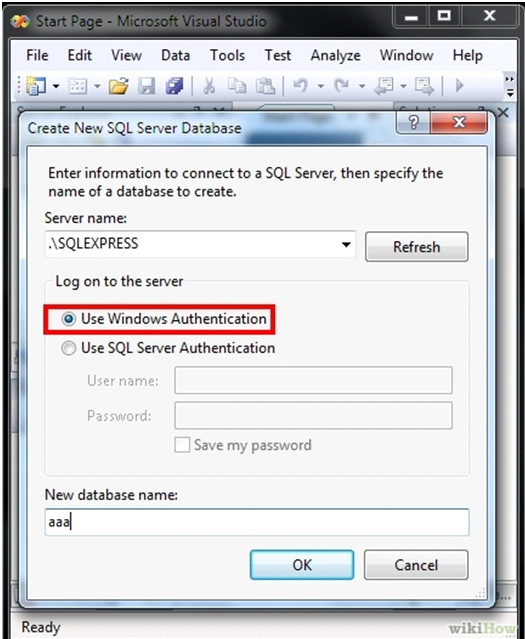 Start Page - Microsoft Visual Studio
File Edit View Data Tools Test Analyze Window Help
Create New SQL Server Database
Enter information to connect to a SQL Server, then specify the
name of a database to create.
Server name:
.\SQLEXPRESS
Refresh
Log on to the server
Use Windows Authentication
Use SQL Server Authentication
User name:
Password:
Save my password
New database name:
aaa
OK Cancel
Ready
wikiHow